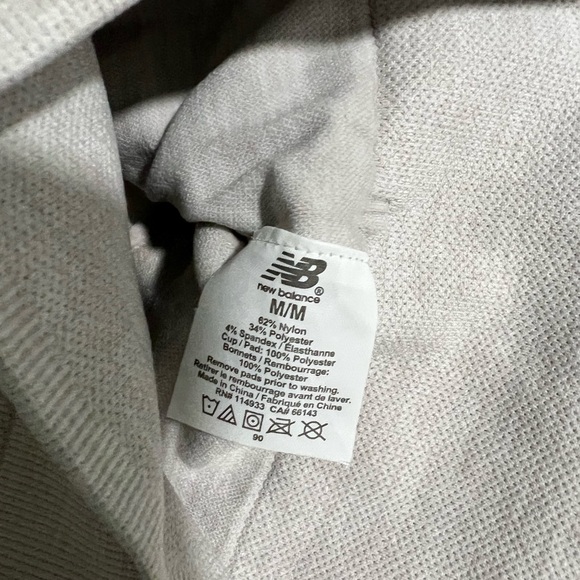 NB
new balance®
M/M
62% Nylon
34% Polyester
4% Spandex / Élasthanne
Cup / Pad: 100% Polyester
Bonnets / Rembourrage:
100% Polyester
Remove pads prior to washing.
Retirer le rembourrage avant de laver.
Made in China / Fabriqué en Chine
RN# 114933 CA# 66143
90